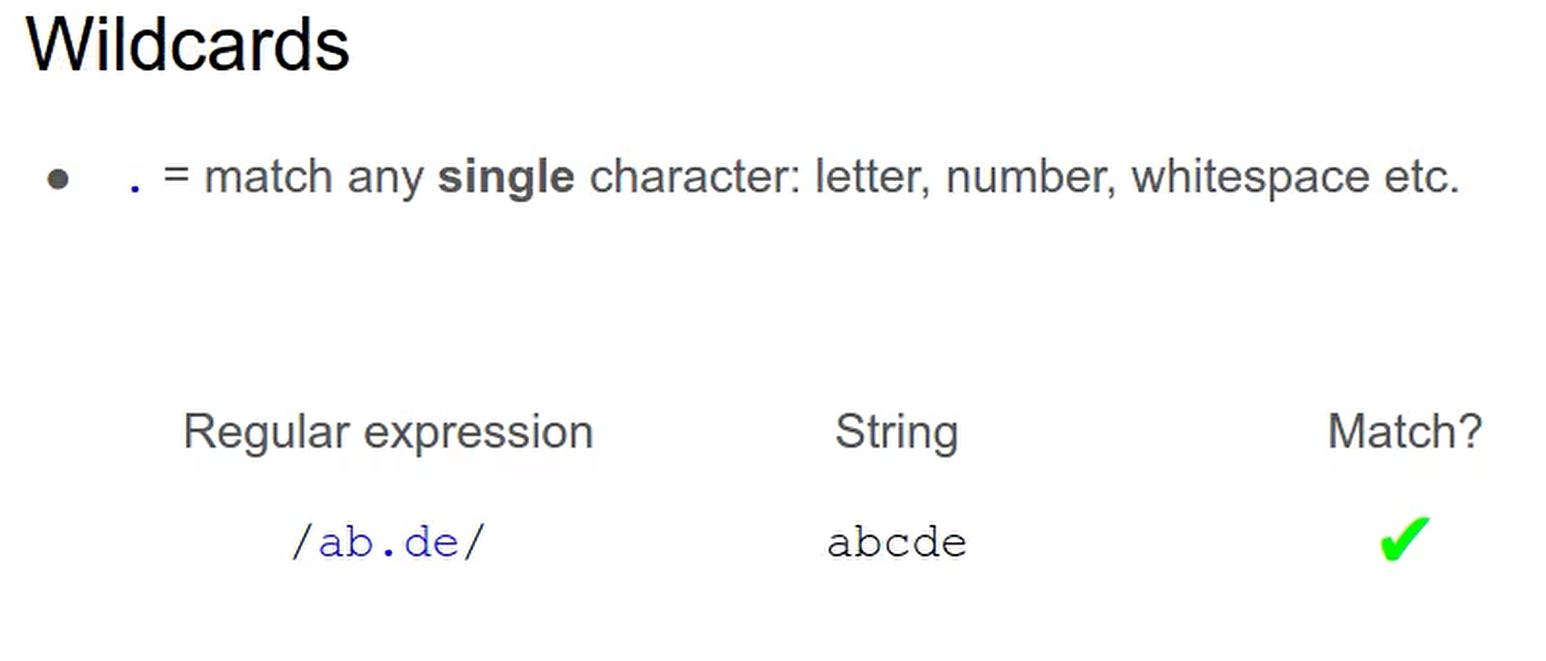 Wildcards
● . = match any single character: letter, number, whitespace etc.
Regular expression String Match?
/ab.de/ abcde ✔